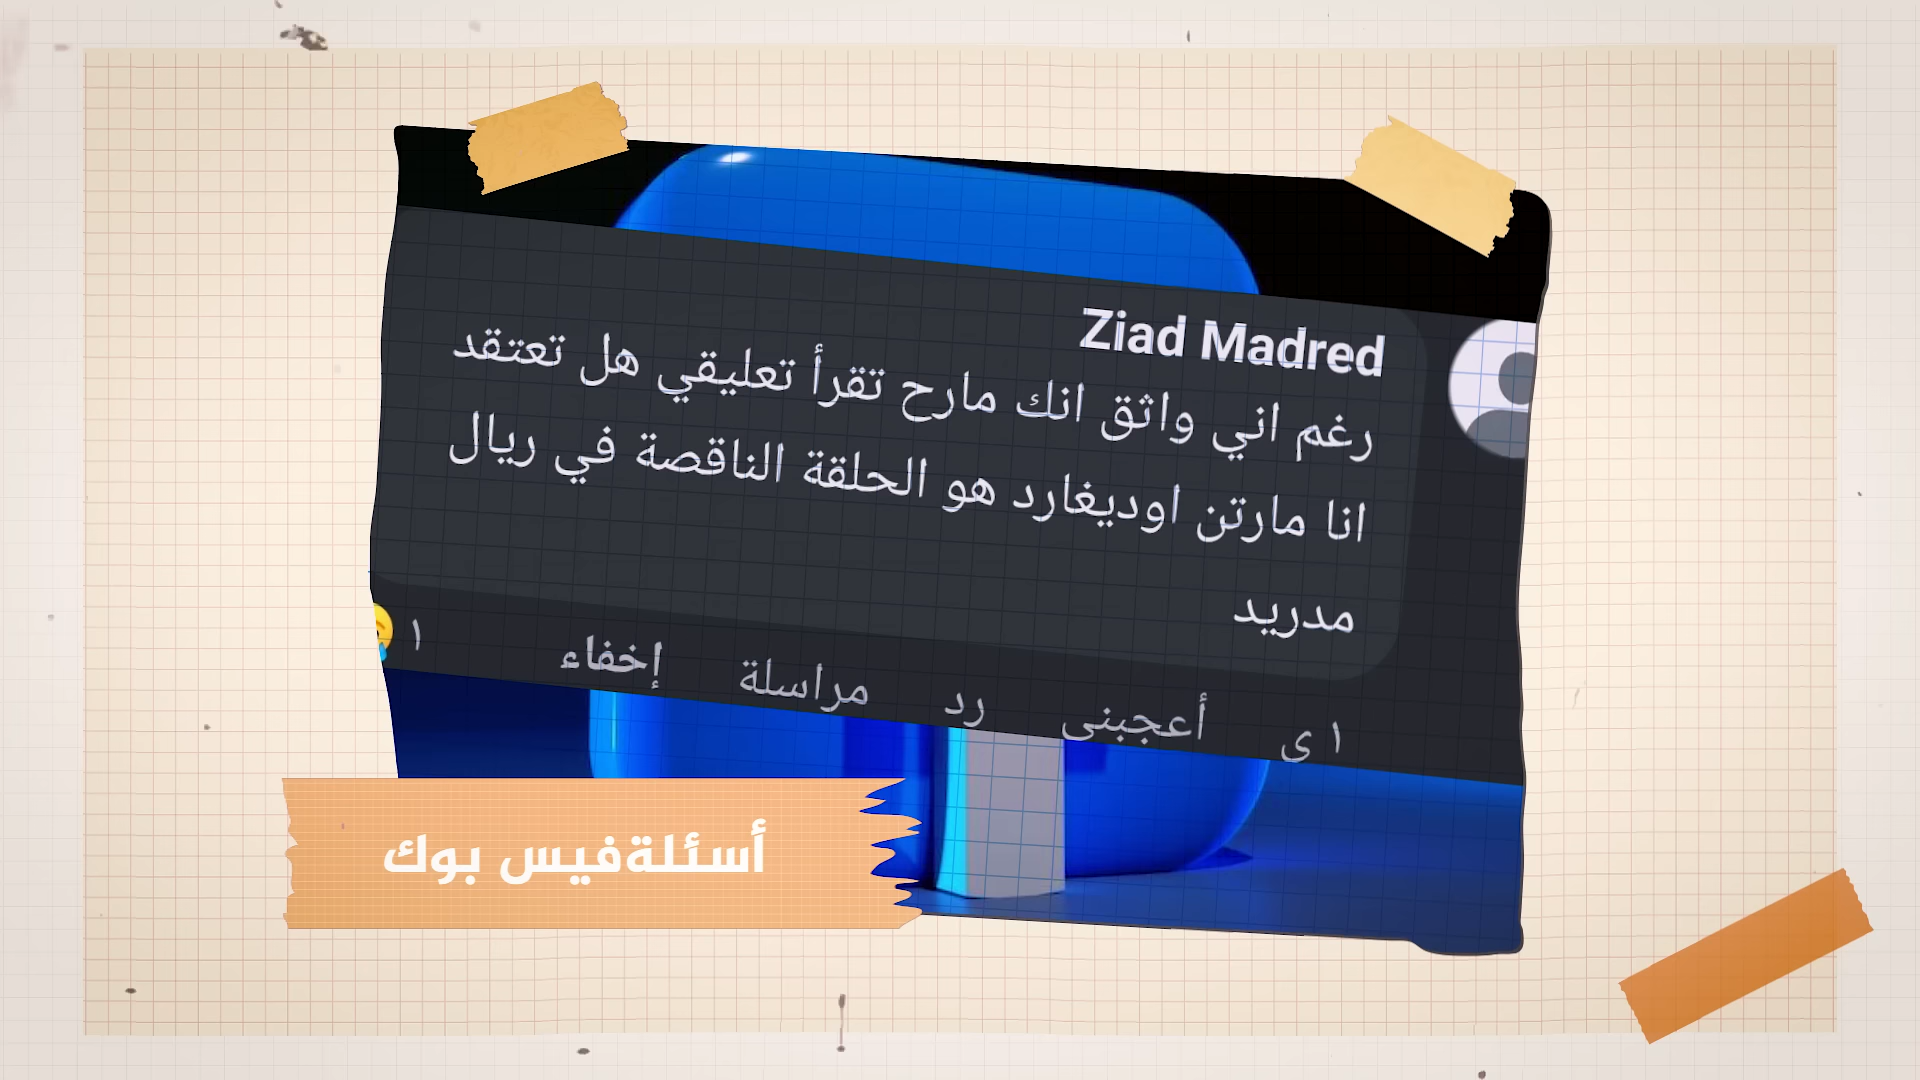 Ziad Madred
رغم اني واثق انك مارح تقرأ تعليقي هل تعتقد
انا مارتن اوديغارد هو الحلقة الناقصة في ريال
مدريد
١ ي أعجبني رد مراسلة إخفاء ١
أسئلةفيس بوك